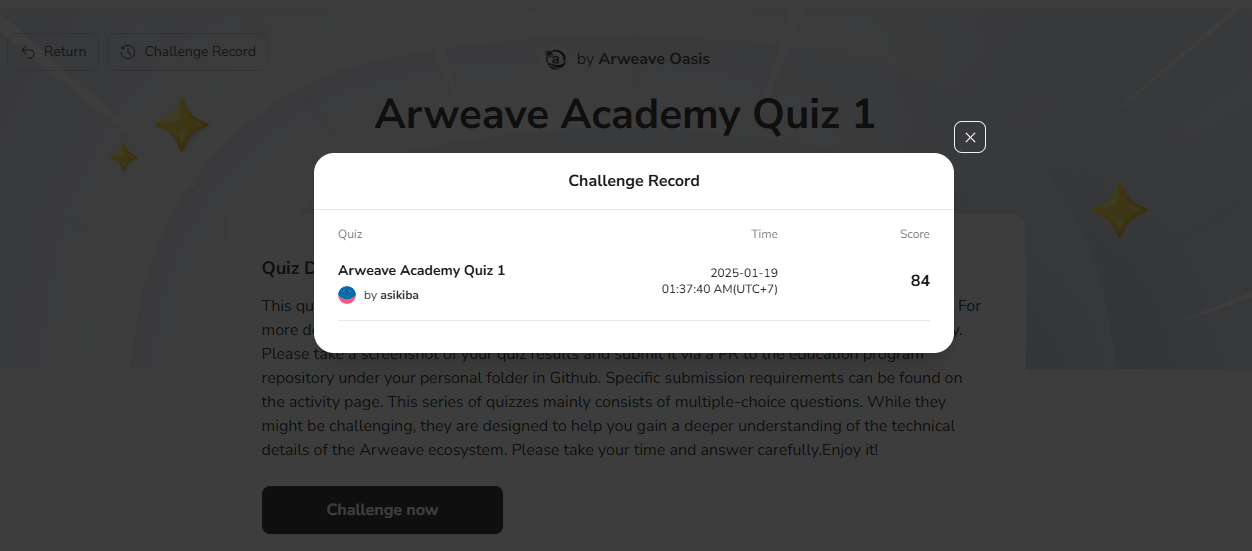 Return
Challenge Record
by Arweave Oasis
Arweave Academy Quiz 1
Challenge Record
Quiz Time Score
Arweave Academy Quiz 1
by asikiba
2025-01-19
01:37:40 AM(UTC+7)
84
Quiz D
This qu For
more d y.
Please take a screenshot of your quiz results and submit it via a PR to the education program
repository under your personal folder in Github. Specific submission requirements can be found on
the activity page. This series of quizzes mainly consists of multiple-choice questions. While they
might be challenging, they are designed to help you gain a deeper understanding of the technical
details of the Arweave ecosystem. Please take your time and answer carefully.Enjoy it!
Challenge now